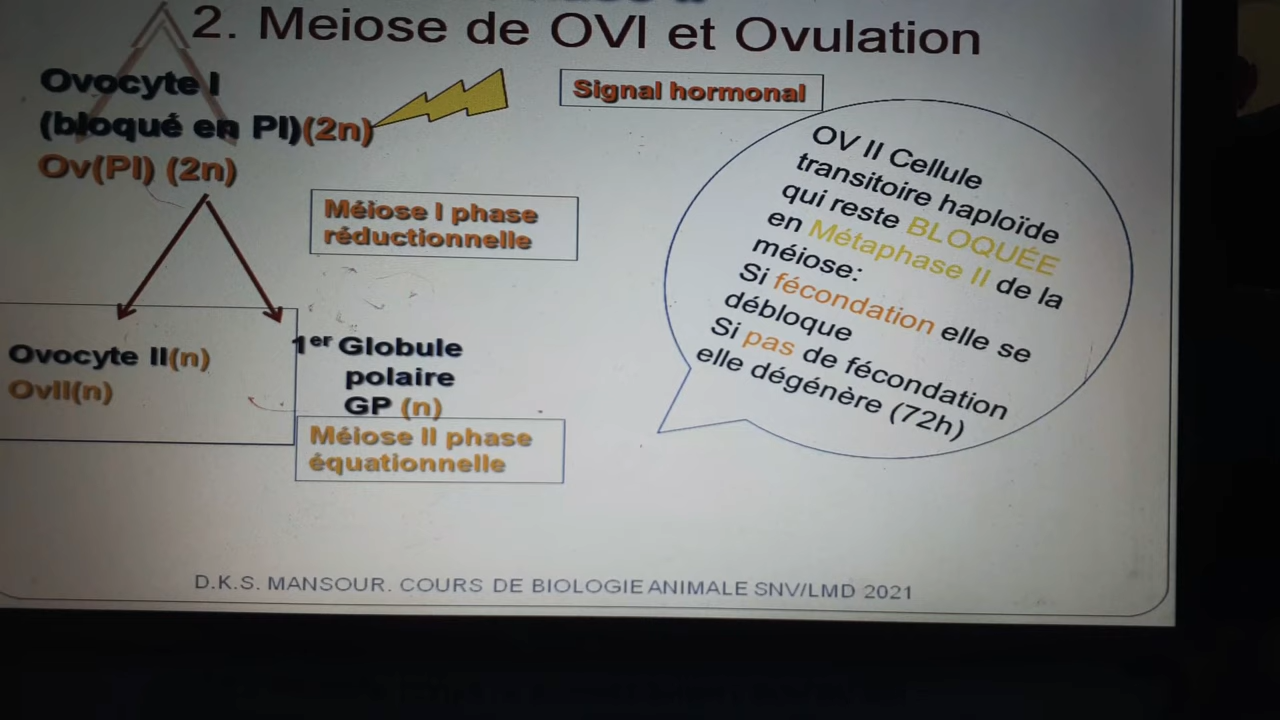 2. Meiose de OVI et Ovulation
Ovocyte I
(bloqué en PI)(2n)
Ov(PI) (2n)
Signal hormonal
Méiose I phase
réductionnelle
OV II Cellule
transitoire haploïde
qui reste BLOQUÉE
en Métaphase II de la
méiose:
Si fécondation elle se
débloque
Si pas de fécondation
elle dégénère (72h)
Ovocyte II(n)
OvII(n)
1er Globule
polaire
GP (n)
Méiose II phase
équationnelle
D.K.S. MANSOUR. COURS DE BIOLOGIE ANIMALE SNV/LMD 2021